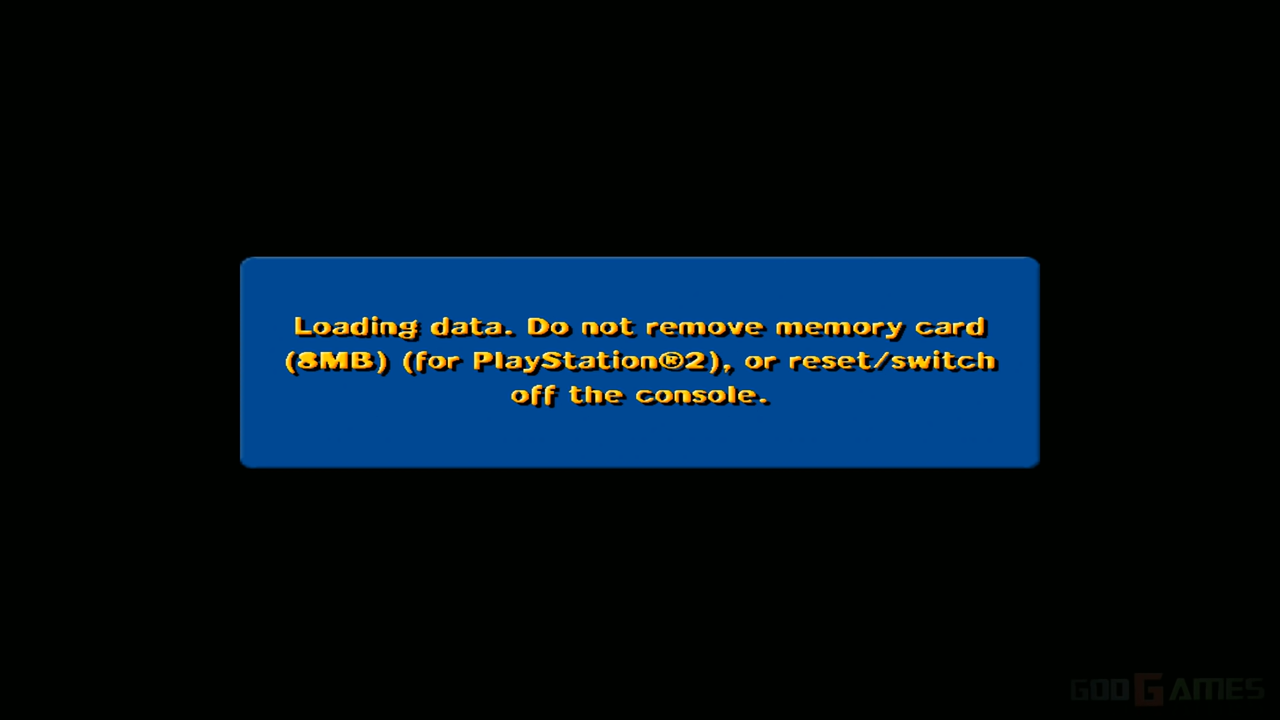 Loading data. Do not remove memory card
(8MB) (for PlayStation®2), or reset/switch
off the console.
GODGAMES